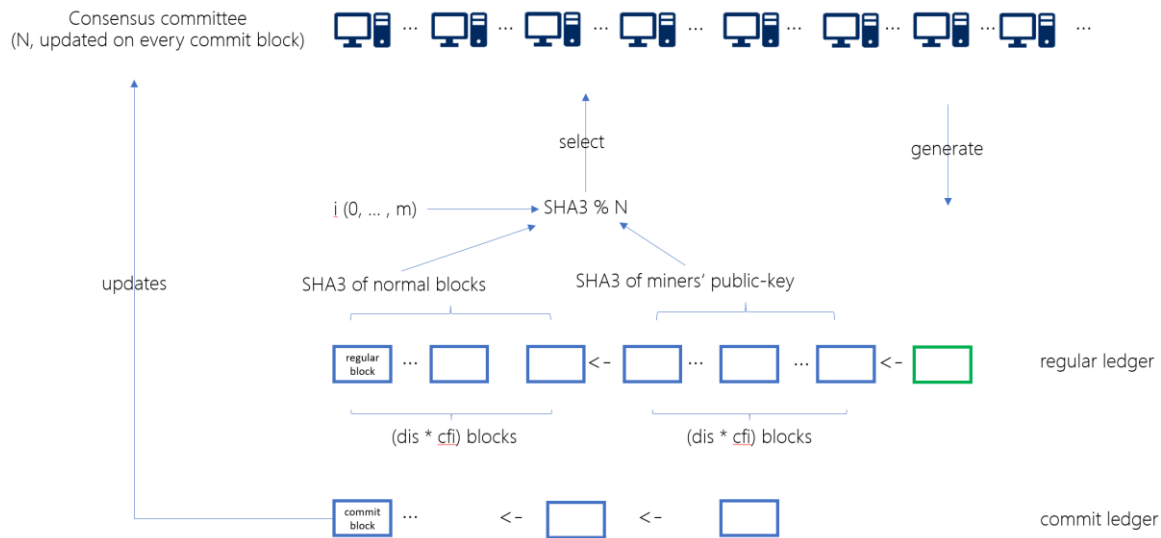 Consensus committee
(N, updated on every commit block)
... ... ... ... ... ... ... ...
select
generate
i (0, ... , m)
SHA3 % N
updates
SHA3 of normal blocks
SHA3 of miners' public-key
regular
block
... <- ... ... <-
regular ledger
(dis * cfi) blocks
(dis * cfi) blocks
commit
block
... <- <-
commit ledger